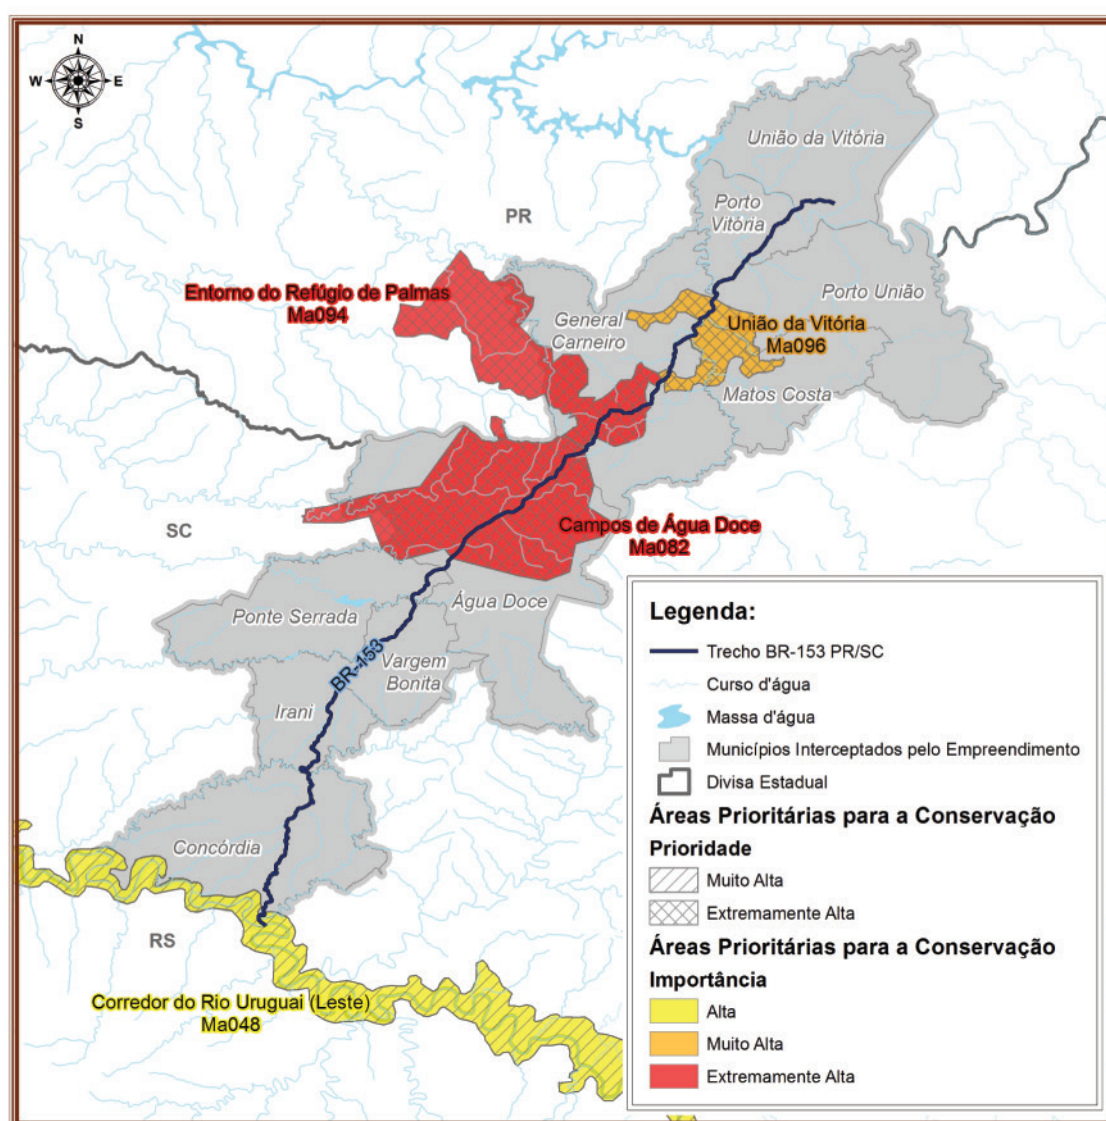 N
W
E
S
União da Vitória
Porto
Vitória
PR
Entorno do Refúgio de Palmas
Ma094
Porto União
General
Carneiro
União da Vitória
Ma096
Matos Costa
SC
Campos de Água Doce
Ma082
Água Doce
Ponte Serrada
BR-153
Vargem
Bonita
Irani
Concórdia
RS
Corredor do Rio Uruguai (Leste)
Ma048
Legenda:
Trecho BR-153 PR/SC
Curso d'água
Massa d'água
Municípios Interceptados pelo Empreendimento
Divisa Estadual
Áreas Prioritárias para a Conservação
Prioridade
Muito Alta
Extremamente Alta
Áreas Prioritárias para a Conservação
Importância
Alta
Muito Alta
Extremamente Alta